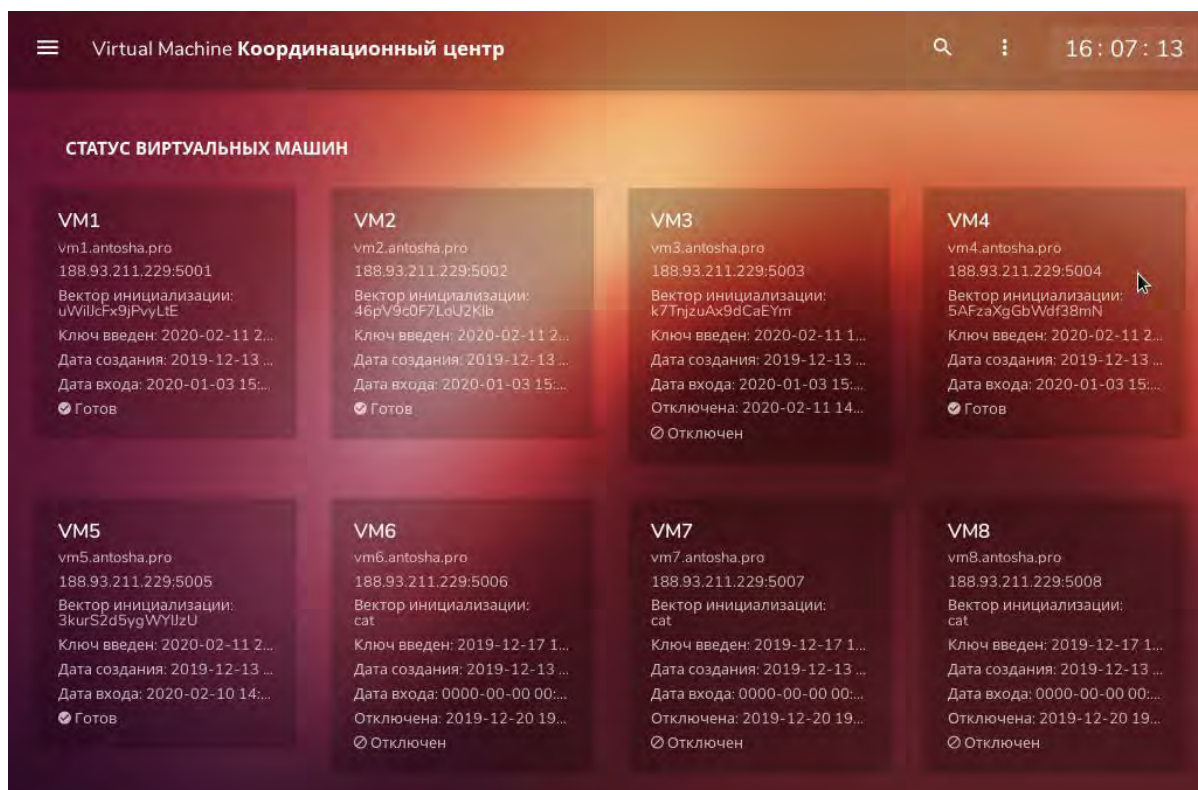 Virtual Machine Координационный центр
16:07:13
СТАТУС ВИРТУАЛЬНЫХ МАШИН
VM1
vm1.antosha.pro
188.93.211.229:5001
Вектор инициализации:
uWilJcFx9jPvyLtE
Ключ введен: 2020-02-11 2...
Дата создания: 2019-12-13 ...
Дата входа: 2020-01-03 15:...
Готов
VM2
vm2.antosha.pro
188.93.211.229:5002
Вектор инициализации:
46pV9c0F7LoU2Klb
Ключ введен: 2020-02-11 2...
Дата создания: 2019-12-13 ...
Дата входа: 2020-01-03 15:...
Готов
VM3
vm3.antosha.pro
188.93.211.229:5003
Вектор инициализации:
k7TnjzuAx9dCaEYm
Ключ введен: 2020-02-11 1...
Дата создания: 2019-12-13 ...
Дата входа: 2020-01-03 15:...
Отключена: 2020-02-11 14...
Отключен
VM4
vm4.antosha.pro
188.93.211.229:5004
Вектор инициализации:
5AFzaXgGbWdf38mN
Ключ введен: 2020-02-11 2...
Дата создания: 2019-12-13 ...
Дата входа: 2020-01-03 15:...
Готов
VM5
vm5.antosha.pro
188.93.211.229:5005
Вектор инициализации:
3kurS2d5ygWYlJzU
Ключ введен: 2020-02-11 2...
Дата создания: 2019-12-13 ...
Дата входа: 2020-02-10 14:...
Готов
VM6
vm6.antosha.pro
188.93.211.229:5006
Вектор инициализации:
cat
Ключ введен: 2019-12-17 1...
Дата создания: 2019-12-13 ...
Дата входа: 0000-00-00 00:...
Отключена: 2019-12-20 19...
Отключен
VM7
vm7.antosha.pro
188.93.211.229:5007
Вектор инициализации:
cat
Ключ введен: 2019-12-17 1...
Дата создания: 2019-12-13 ...
Дата входа: 0000-00-00 00:...
Отключена: 2019-12-20 19...
Отключен
VM8
vm8.antosha.pro
188.93.211.229:5008
Вектор инициализации:
cat
Ключ введен: 2019-12-17 1...
Дата создания: 2019-12-13 ...
Дата входа: 0000-00-00 00:...
Отключена: 2019-12-20 19...
Отключен